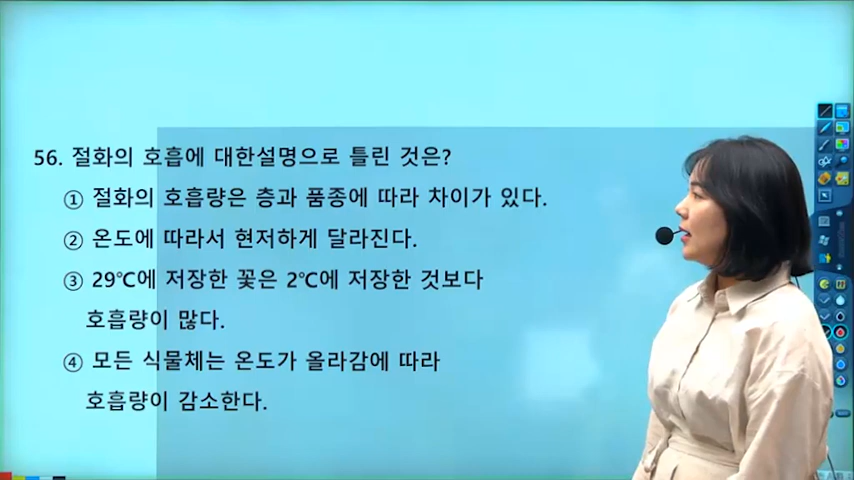 56. 절화의 호흡에 대한설명으로 틀린 것은?
① 절화의 호흡량은 층과 품종에 따라 차이가 있다.
② 온도에 따라서 현저하게 달라진다.
③ 29℃에 저장한 꽃은 2℃에 저장한 것보다
호흡량이 많다.
④ 모든 식물체는 온도가 올라감에 따라
호흡량이 감소한다.